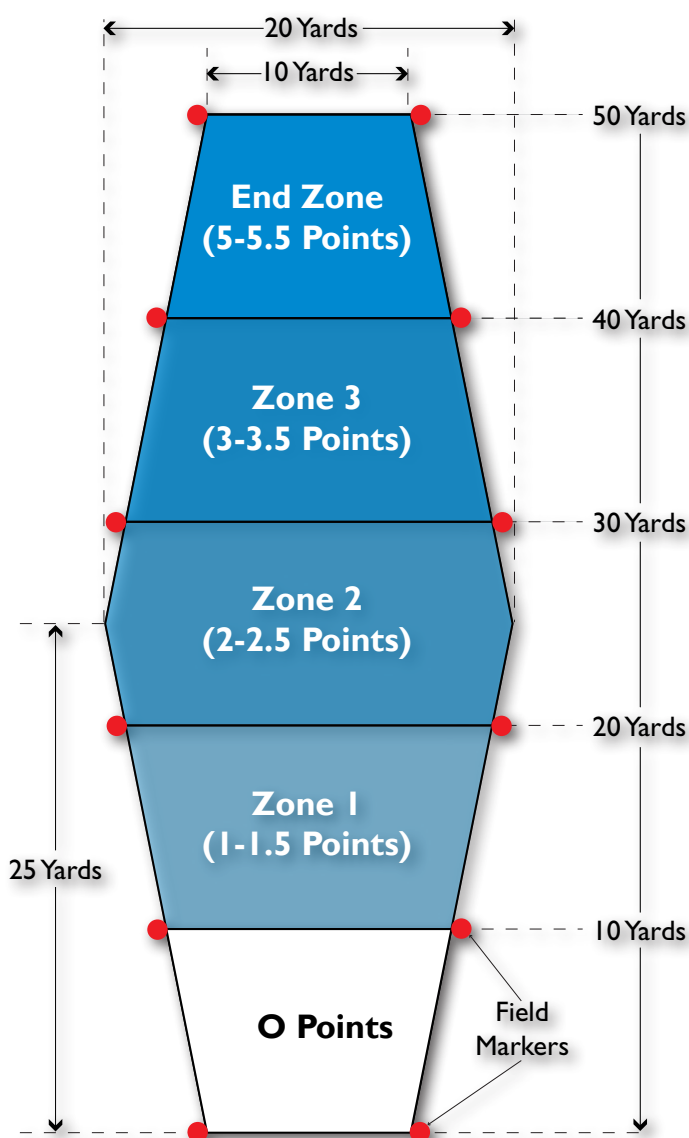 20 Yards
10 Yards
50 Yards
End Zone
(5-5.5 Points)
40 Yards
Zone 3
(3-3.5 Points)
30 Yards
Zone 2
(2-2.5 Points)
20 Yards
Zone 1
(1-1.5 Points)
25 Yards
10 Yards
O Points
Field
Markers